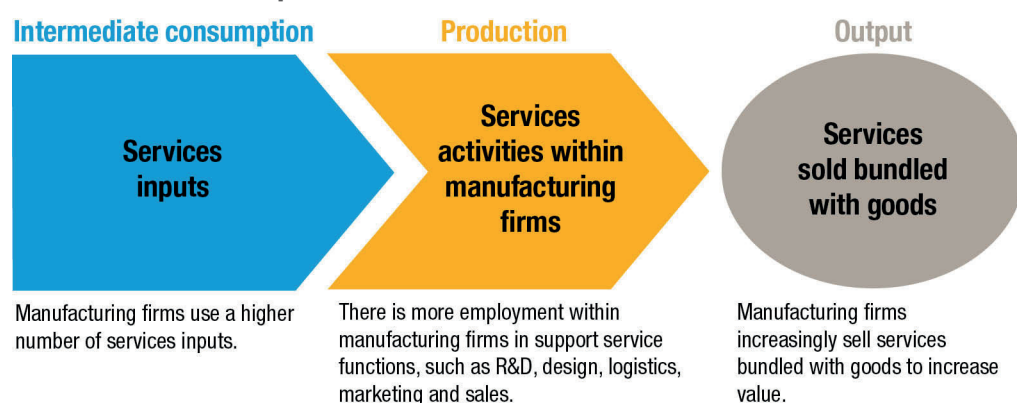 Intermediate consumption
Production
Output
Services
inputs
Services
activities within
manufacturing
firms
Services
sold bundled
with goods
Manufacturing firms use a higher
number of services inputs.
There is more employment within
manufacturing firms in support service
functions, such as R&D, design, logistics,
marketing and sales.
Manufacturing firms
increasingly sell services
bundled with goods to increase
value.